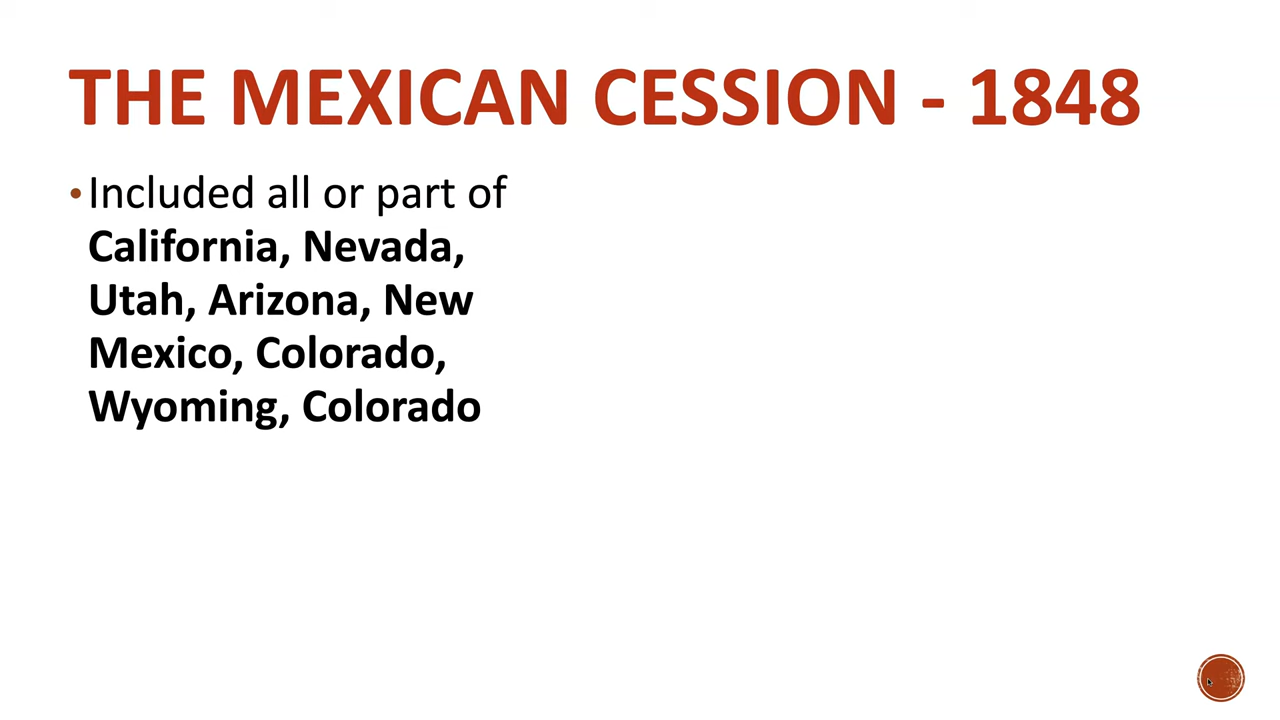 THE MEXICAN CESSION - 1848
•Included all or part of
California, Nevada,
Utah, Arizona, New
Mexico, Colorado,
Wyoming, Colorado